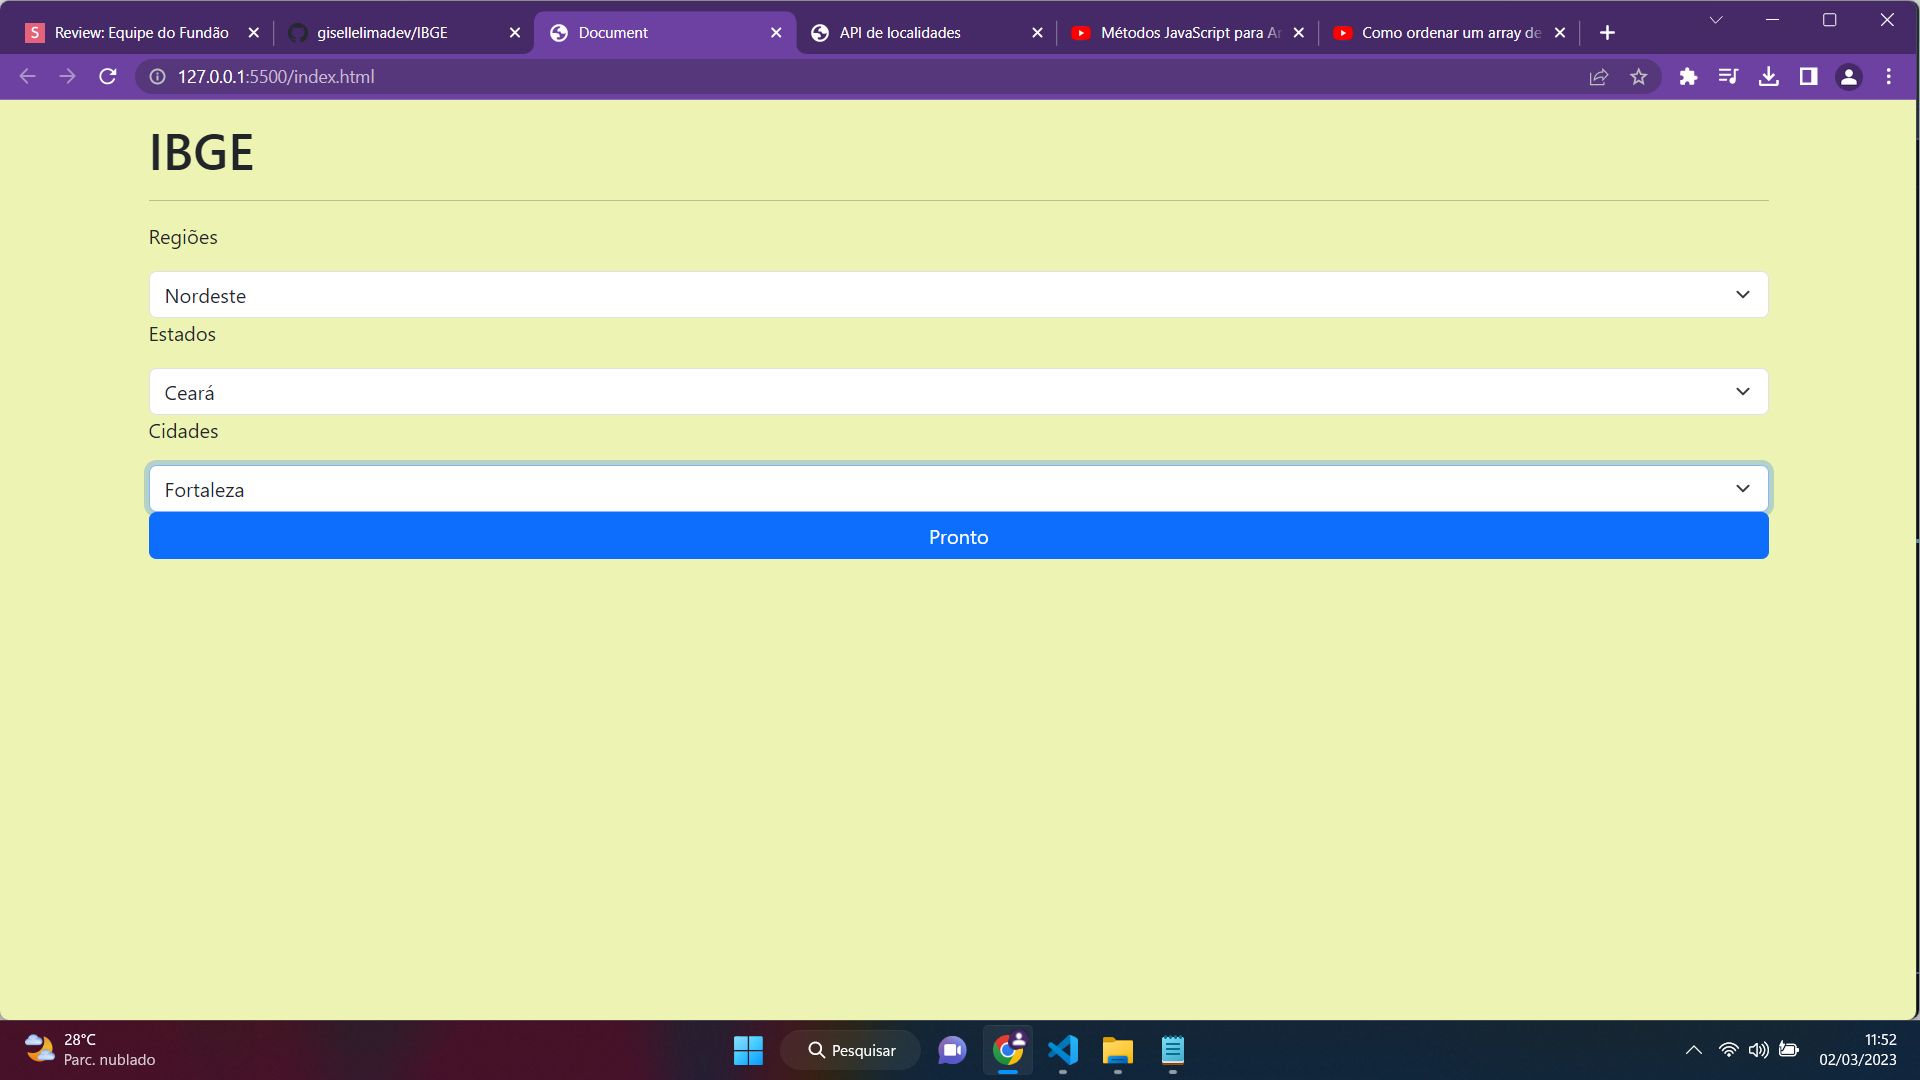 S Review: Equipe do Fundão
gisellelimadev/IBGE
Document
API de localidades
Métodos JavaScript para Ar
Como ordenar um array de
127.0.0.1:5500/index.html
IBGE
Regiões
Nordeste
Estados
Ceará
Cidades
Fortaleza
Pronto
28°C
Parc. nublado
Pesquisar
11:52
02/03/2023